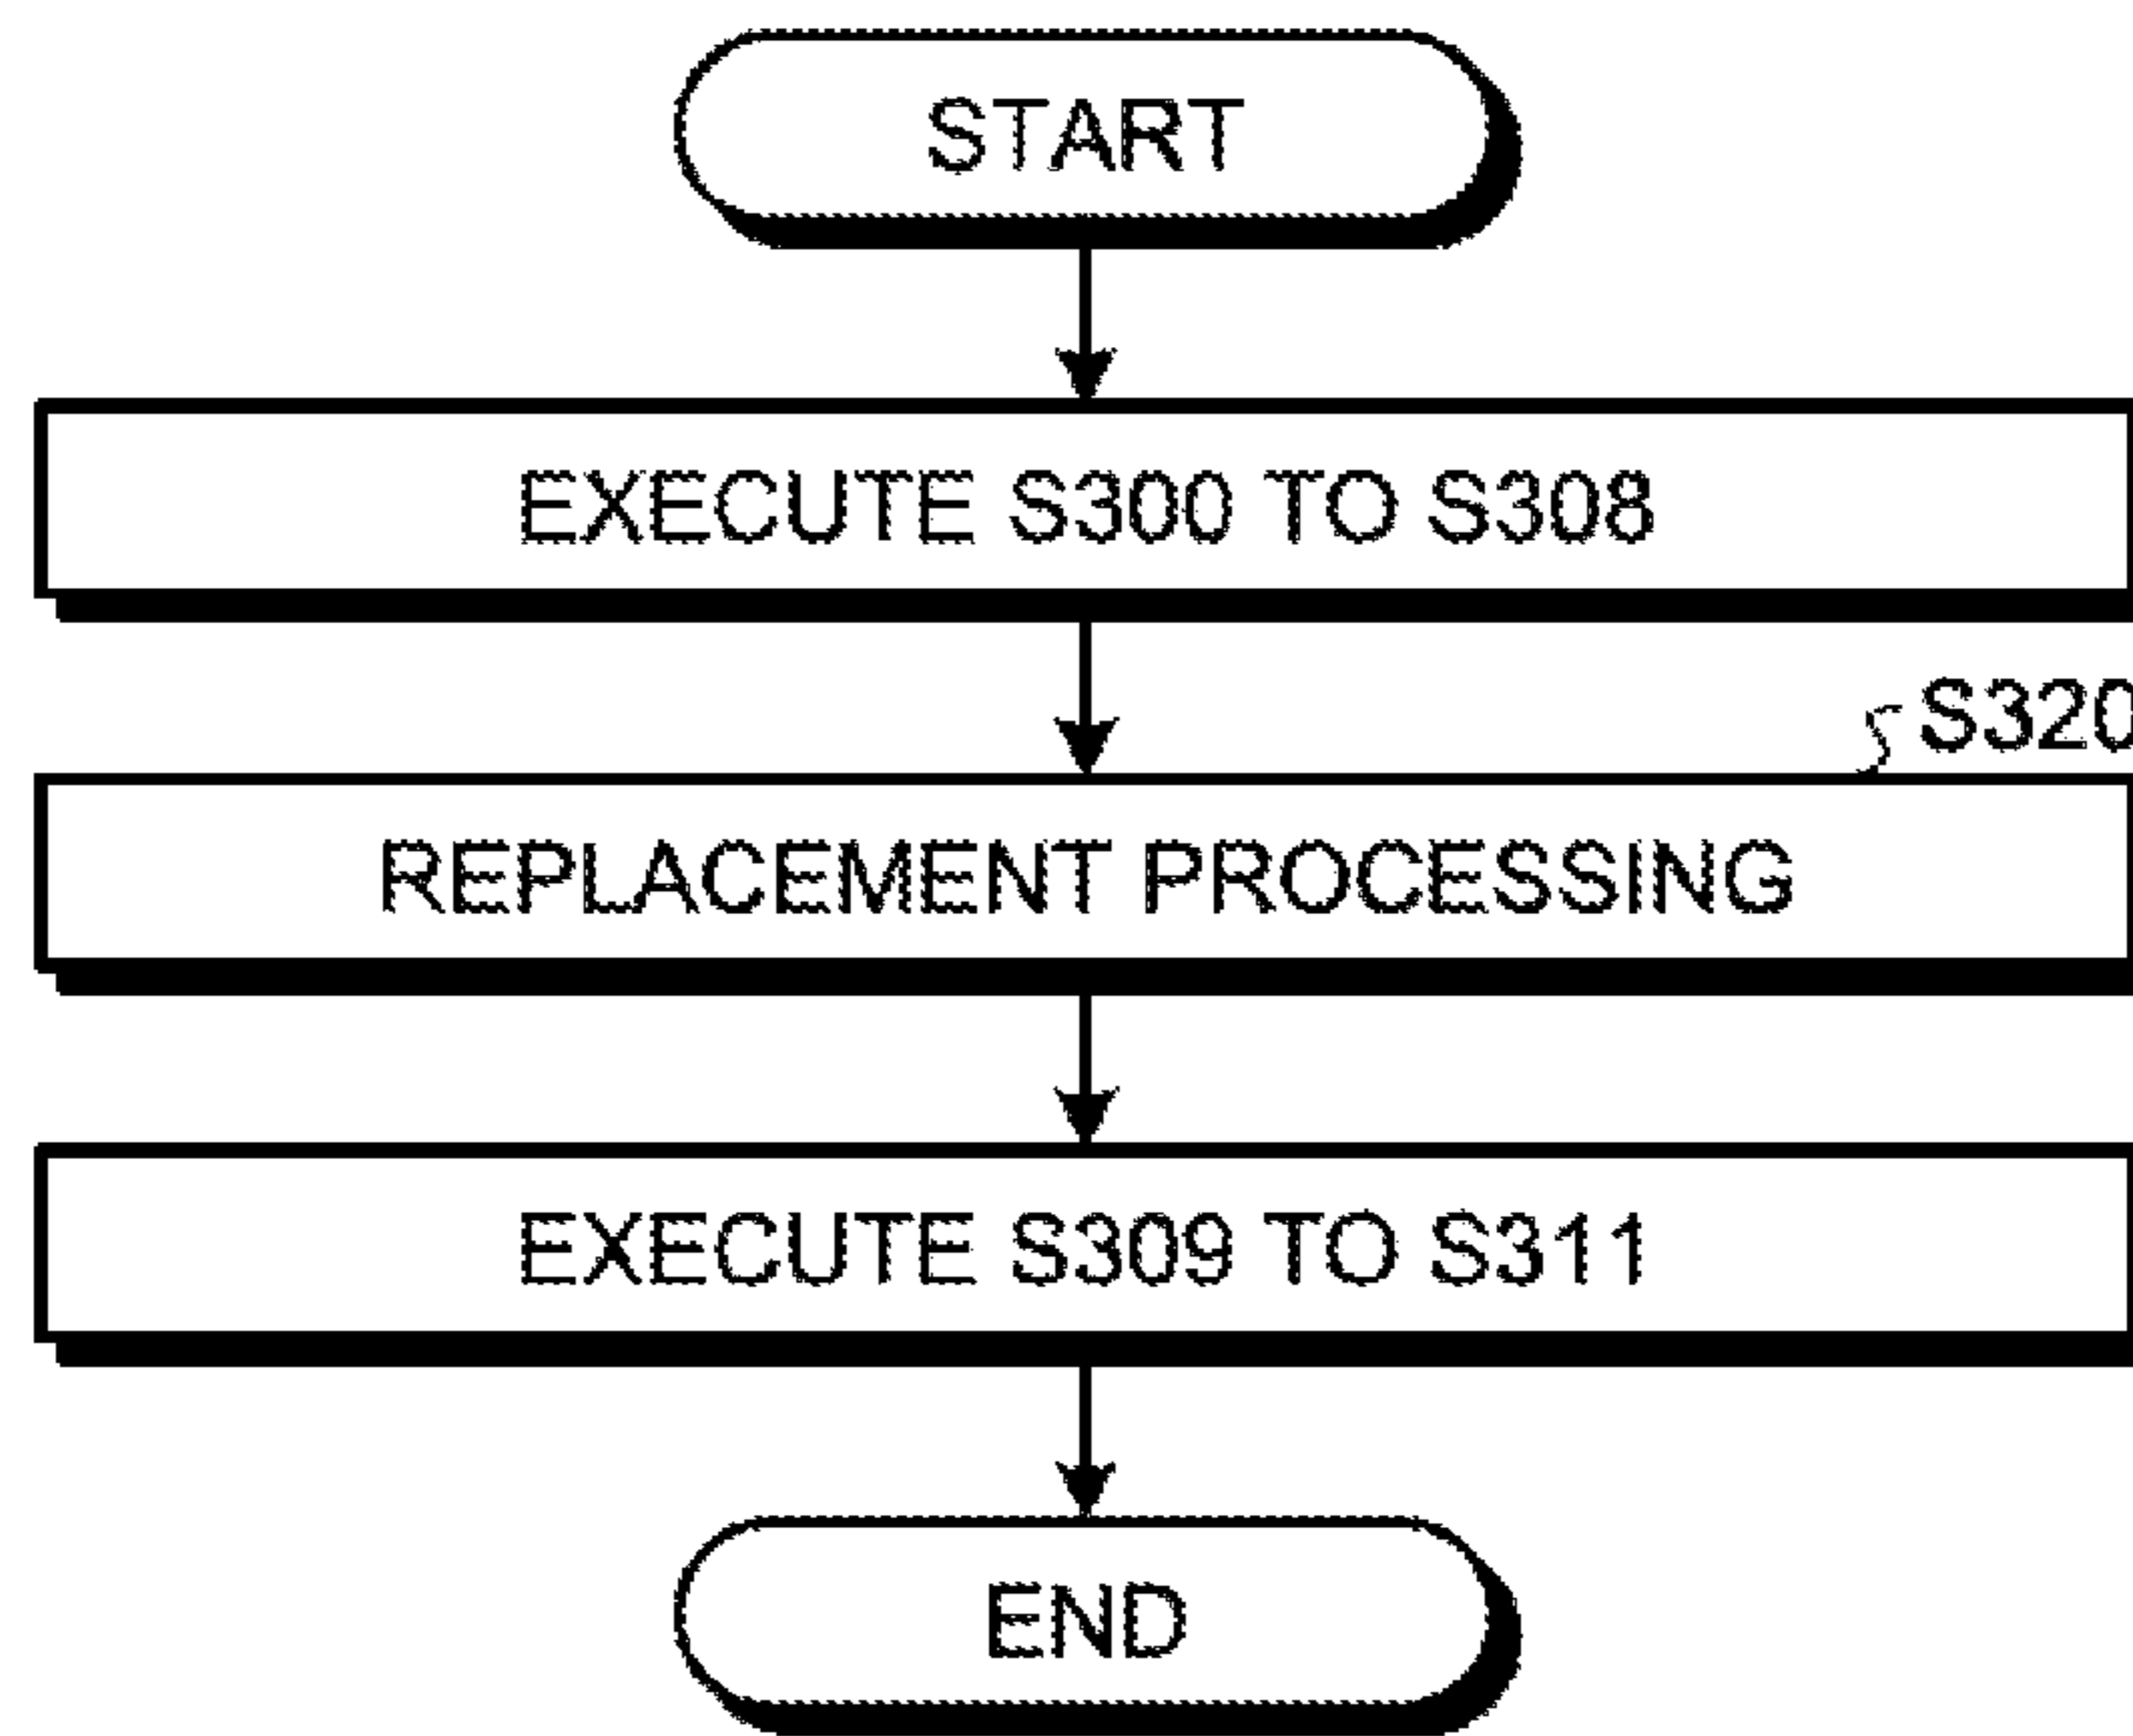 START
EXECUTE S300 TO S308
S320
REPLACEMENT PROCESSING
EXECUTE S309 TO S311
END